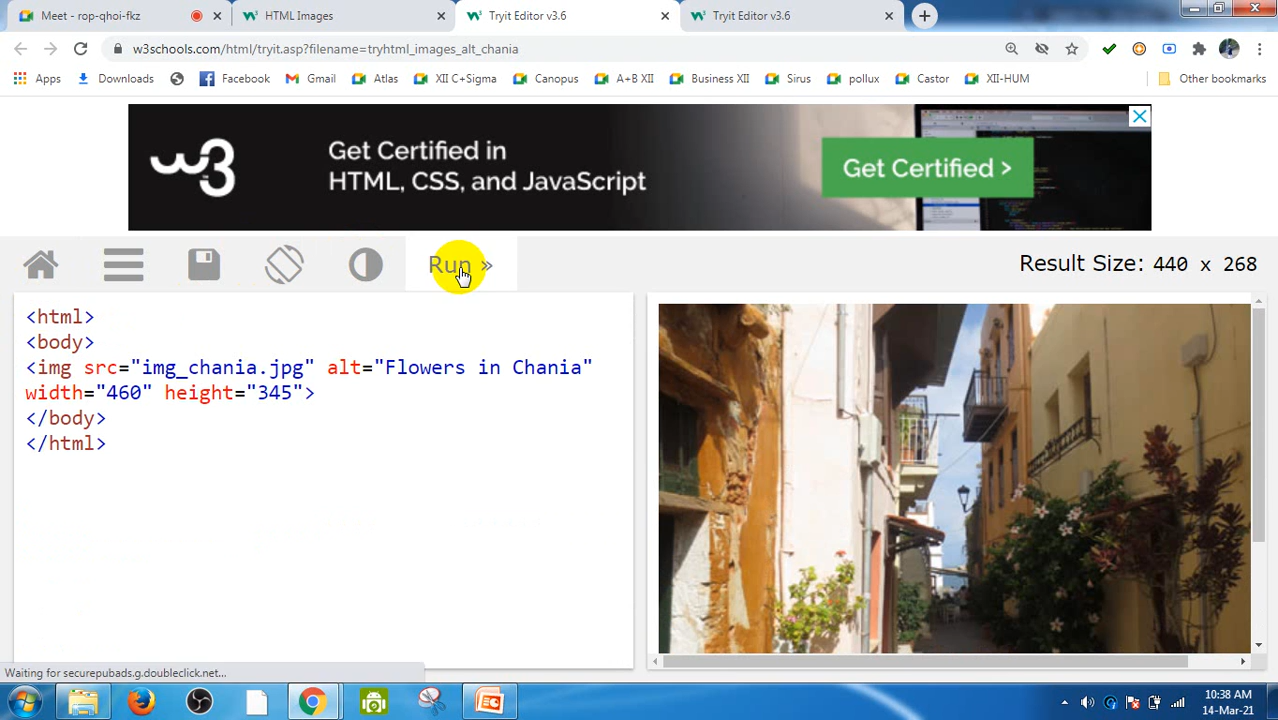 Meet - rop-qhoi-fkz
HTML Images
Tryit Editor v3.6
Tryit Editor v3.6
w3schools.com/html/tryit.asp?filename=tryhtml_images_alt_chania
Apps
Downloads
Facebook
Gmail
Atlas
XII C+Sigma
Canopus
A+B XII
Business XII
Sirus
pollux
Castor
XII-HUM
Other bookmarks
w3
Get Certified in
HTML, CSS, and JavaScript
Get Certified >
Run »
Result Size: 440 x 268
<html>
<body>
<img src="img_chania.jpg" alt="Flowers in Chania"
width="460" height="345">
</body>
</html>
Waiting for securepubads.g.doubleclick.net...
10:38 AM
14-Mar-21